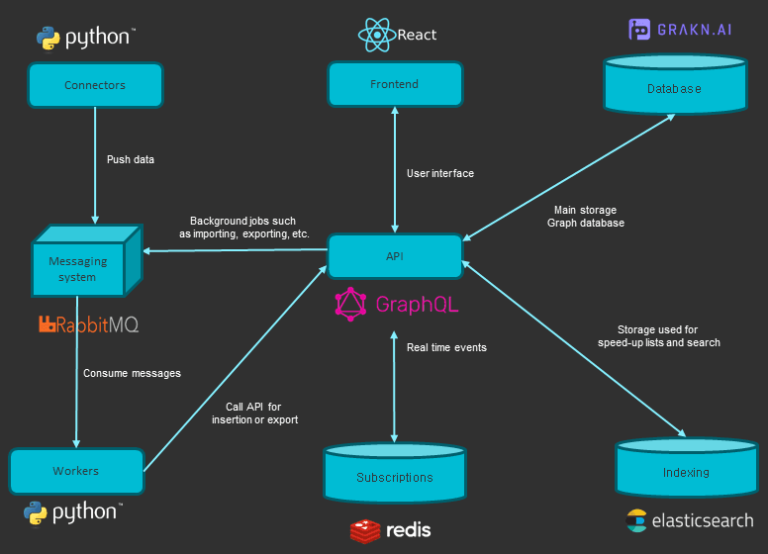 python™
React
GRAKN.AI
Connectors
Frontend
Database
Push data
User interface
Main storage
Graph database
Background jobs such
as importing, exporting, etc.
Messaging
system
API
RabbitMQ
GraphQL
Real time events
Storage used for
speed-up lists and search
Consume messages
Call API for
insertion or export
Workers
Subscriptions
Indexing
python™
redis
elasticsearch